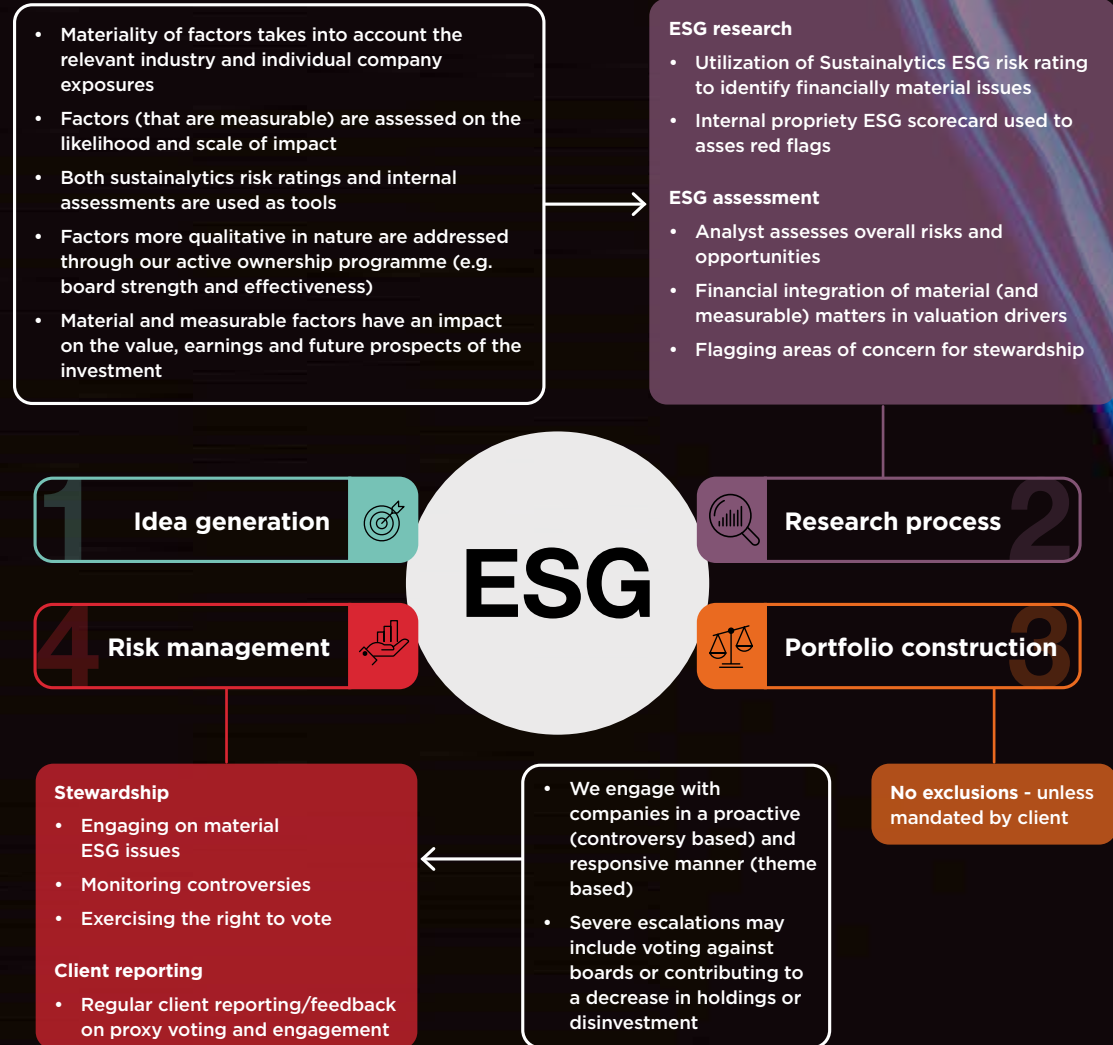 • Materiality of factors takes into account the
relevant industry and individual company
exposures
• Factors (that are measurable) are assessed on the
likelihood and scale of impact
• Both sustainalytics risk ratings and internal
assessments are used as tools
• Factors more qualitative in nature are addressed
through our active ownership programme (e.g.
board strength and effectiveness)
• Material and measurable factors have an impact
on the value, earnings and future prospects of the
investment
ESG research
• Utilization of Sustainalytics ESG risk rating
to identify financially material issues
• Internal propriety ESG scorecard used to
asses red flags
ESG assessment
• Analyst assesses overall risks and
opportunities
• Financial integration of material (and
measurable) matters in valuation drivers
• Flagging areas of concern for stewardship
1 Idea generation
ESG
Research process 2
4 Risk management
Portfolio construction 3
Stewardship
• Engaging on material
ESG issues
• Monitoring controversies
• Exercising the right to vote
Client reporting
• Regular client reporting/feedback
on proxy voting and engagement
• We engage with
companies in a proactive
(controversy based) and
responsive manner (theme
based)
• Severe escalations may
include voting against
boards or contributing to
a decrease in holdings or
disinvestment
No exclusions - unless
mandated by client